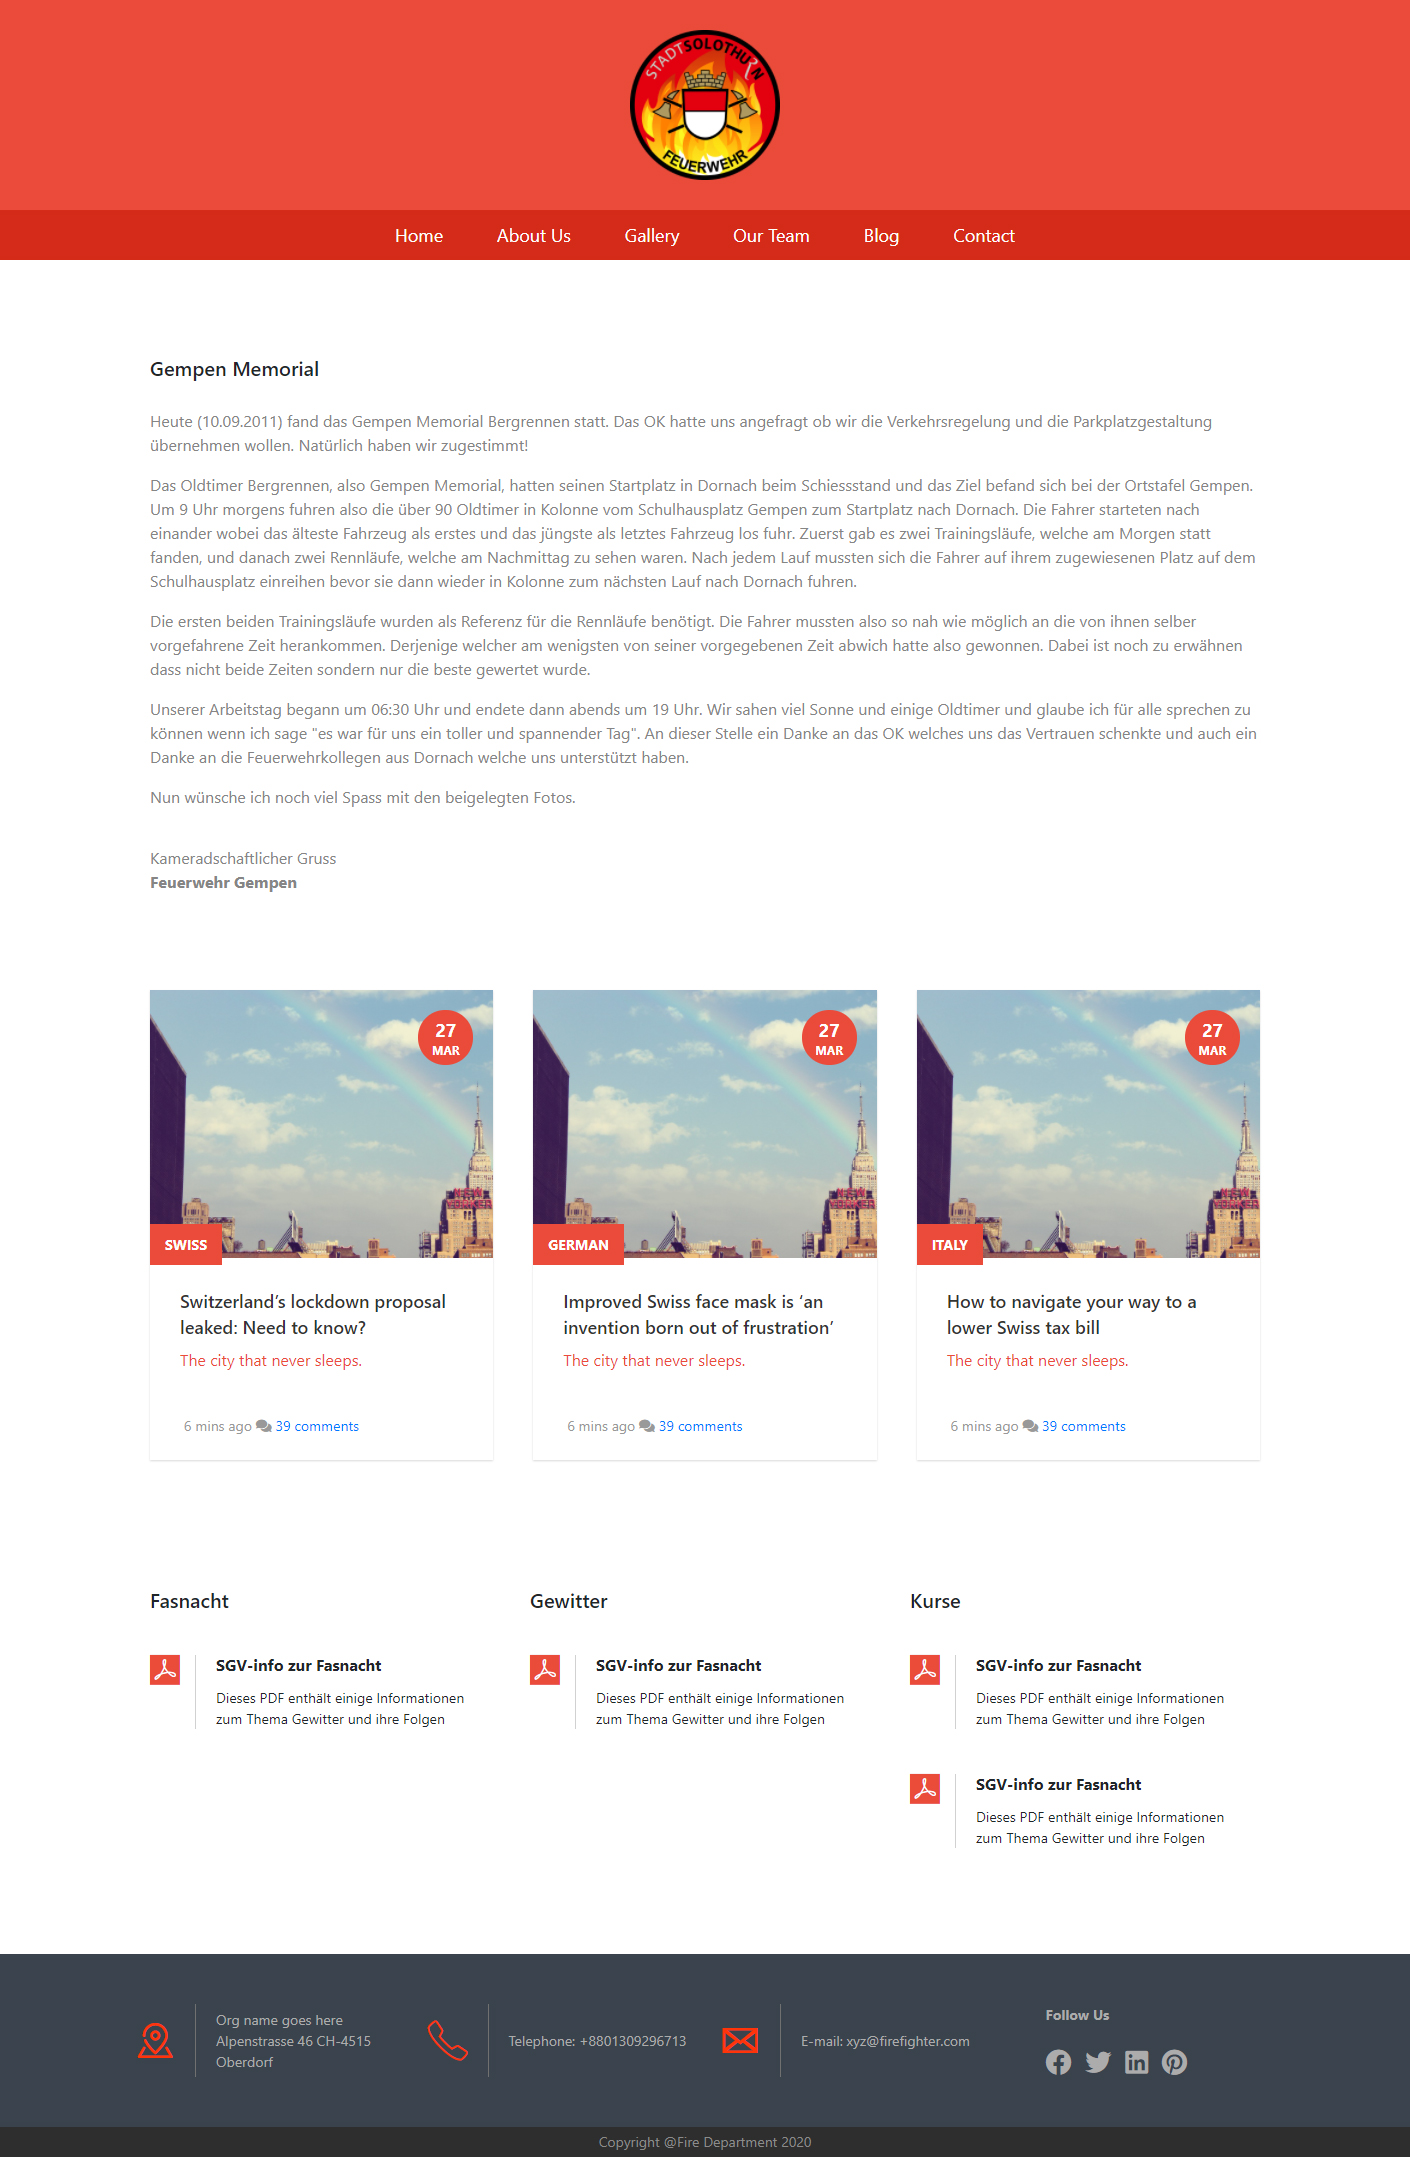 STADTSOLOTHURN
FEUERWEHR
Home About Us Gallery Our Team Blog Contact
Gempen Memorial
Heute (10.09.2011) fand das Gempen Memorial Bergrennen statt. Das OK hatte uns angefragt ob wir die Verkehrsregelung und die Parkplatzgestaltung
übernehmen wollen. Natürlich haben wir zugestimmt!
Das Oldtimer Bergrennen, also Gempen Memorial, hatten seinen Startplatz in Dornach beim Schiessstand und das Ziel befand sich bei der Ortstafel Gempen.
Um 9 Uhr morgens fuhren also die über 90 Oldtimer in Kolonne vom Schulhausplatz Gempen zum Startplatz nach Dornach. Die Fahrer starteten nach
einander wobei das älteste Fahrzeug als erstes und das jüngste als letztes Fahrzeug los fuhr. Zuerst gab es zwei Trainingsläufe, welche am Morgen statt
fanden, und danach zwei Rennläufe, welche am Nachmittag zu sehen waren. Nach jedem Lauf mussten sich die Fahrer auf ihrem zugewiesenen Platz auf dem
Schulhausplatz einreihen bevor sie dann wieder in Kolonne zum nächsten Lauf nach Dornach fuhren.
Die ersten beiden Trainingsläufe wurden als Referenz für die Rennläufe benötigt. Die Fahrer mussten also so nah wie möglich an die von ihnen selber
vorgefahrene Zeit herankommen. Derjenige welcher am wenigsten von seiner vorgegebenen Zeit abwich hatte also gewonnen. Dabei ist noch zu erwähnen
dass nicht beide Zeiten sondern nur die beste gewertet wurde.
Unserer Arbeitstag begann um 06:30 Uhr und endete dann abends um 19 Uhr. Wir sahen viel Sonne und einige Oldtimer und glaube ich für alle sprechen zu
können wenn ich sage "es war für uns ein toller und spannender Tag". An dieser Stelle ein Danke an das OK welches uns das Vertrauen schenkte und auch ein
Danke an die Feuerwehrkollegen aus Dornach welche uns unterstützt haben.
Nun wünsche ich noch viel Spass mit den beigelegten Fotos.
Kameradschaftlicher Gruss
Feuerwehr Gempen
27
MAR
SWISS
Switzerland’s lockdown proposal
leaked: Need to know?
The city that never sleeps.
6 mins ago 39 comments
27
MAR
GERMAN
Improved Swiss face mask is ‘an
invention born out of frustration’
The city that never sleeps.
6 mins ago 39 comments
27
MAR
ITALY
How to navigate your way to a
lower Swiss tax bill
The city that never sleeps.
6 mins ago 39 comments
Fasnacht
SGV-info zur Fasnacht
Dieses PDF enthält einige Informationen
zum Thema Gewitter und ihre Folgen
Gewitter
SGV-info zur Fasnacht
Dieses PDF enthält einige Informationen
zum Thema Gewitter und ihre Folgen
Kurse
SGV-info zur Fasnacht
Dieses PDF enthält einige Informationen
zum Thema Gewitter und ihre Folgen
SGV-info zur Fasnacht
Dieses PDF enthält einige Informationen
zum Thema Gewitter und ihre Folgen
Org name goes here
Alpenstrasse 46 CH-4515
Oberdorf
Telephone: +8801309296713
E-mail: xyz@firefighter.com
Follow Us
Copyright @Fire Department 2020